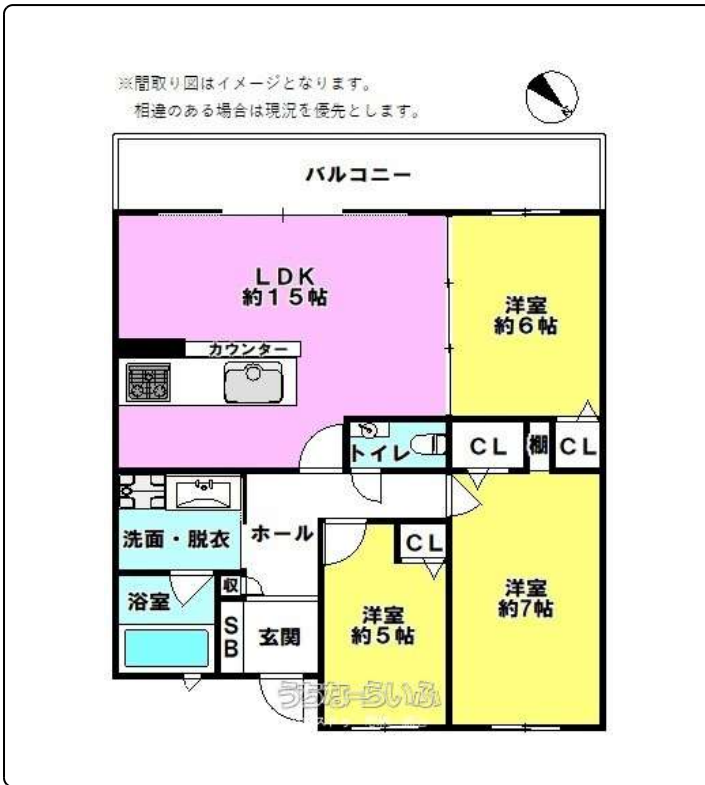 ※間取り図はイメージとなります。
相違のある場合は現況を優先とします。
バルコニー
LDK
約15帖
洋室
約6帖
カウンター
トイレ
CL
棚
CL
洗面・脱衣
ホール
CL
洋室
約7帖
浴室
収
洋室
約5帖
SB
玄関
うちなーらいふ